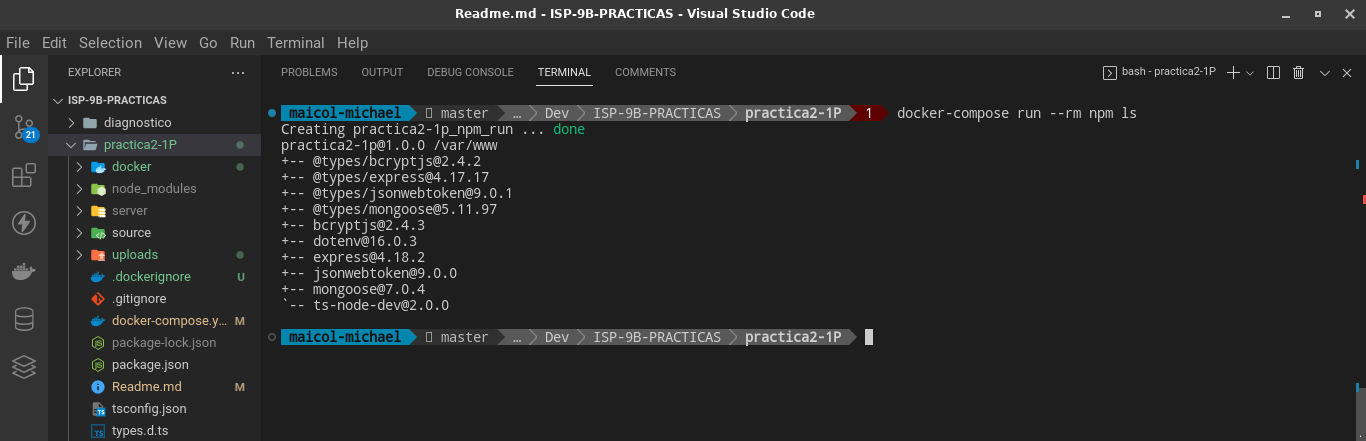 Readme.md - ISP-9B-PRACTICAS - Visual Studio Code
File Edit Selection View Go Run Terminal Help
EXPLORER ...
ISP-9B-PRACTICAS
diagnostico
practica2-1P
docker
node_modules
server
source
uploads
.dockerignore U
.gitignore
docker-compose.y... M
package-lock.json
package.json
Readme.md M
tsconfig.json
types.d.ts
21
PROBLEMS OUTPUT DEBUG CONSOLE TERMINAL COMMENTS
bash - practica2-1P
maicol-michael master ... Dev ISP-9B-PRACTICAS practica2-1P 1 docker-compose run --rm npm ls
Creating practica2-1p_npm_run ... done
practica2-1p@1.0.0 /var/www
+-- @types/bcryptjs@2.4.2
+-- @types/express@4.17.17
+-- @types/jsonwebtoken@9.0.1
+-- @types/mongoose@5.11.97
+-- bcryptjs@2.4.3
+-- dotenv@16.0.3
+-- express@4.18.2
+-- jsonwebtoken@9.0.0
+-- mongoose@7.0.4
`-- ts-node-dev@2.0.0
maicol-michael master ... Dev ISP-9B-PRACTICAS practica2-1P